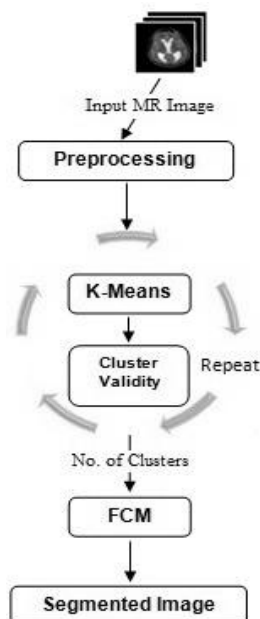 Input MR Image
Preprocessing
K-Means
Cluster
Validity
Repeat
No. of Clusters
FCM
Segmented Image